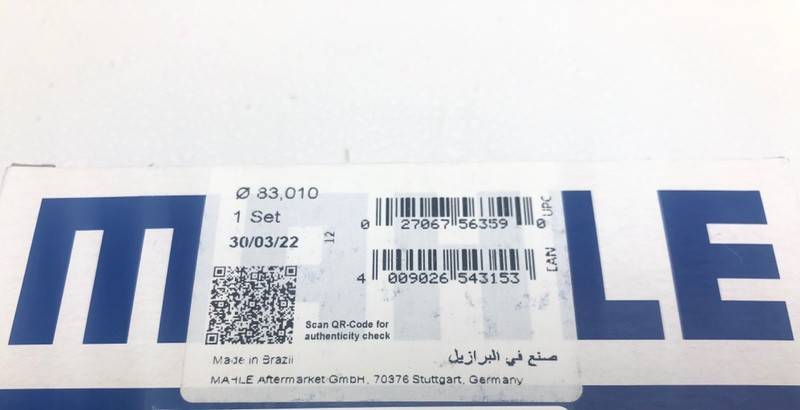 MAHLE
Ø 83,010
1 Set
30/03/22
12
0 27067 56359 0 UPC
4 009026 543153 EAN
Scan QR-Code for
authenticity check
Made in Brazil
صنع في البرازيل
MAHLE Aftermarket GmbH, 70376 Stuttgart, Germany